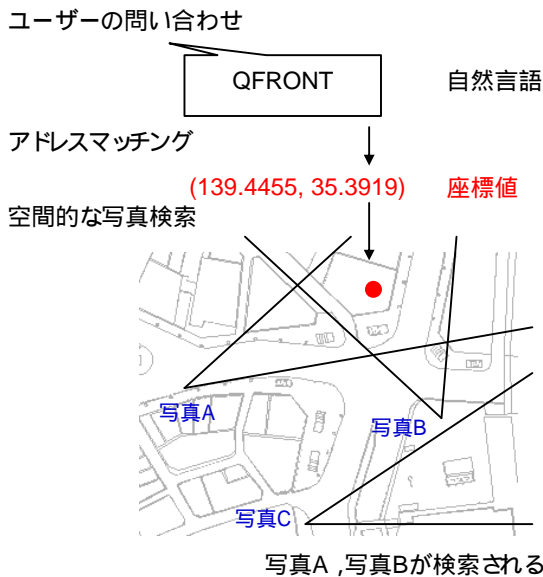 ユーザーの問い合わせ
QFRONT 自然言語
アドレスマッチング
(139.4455, 35.3919) 座標値
空間的な写真検索
写真A
写真B
写真C
写真A ,写真Bが検索される